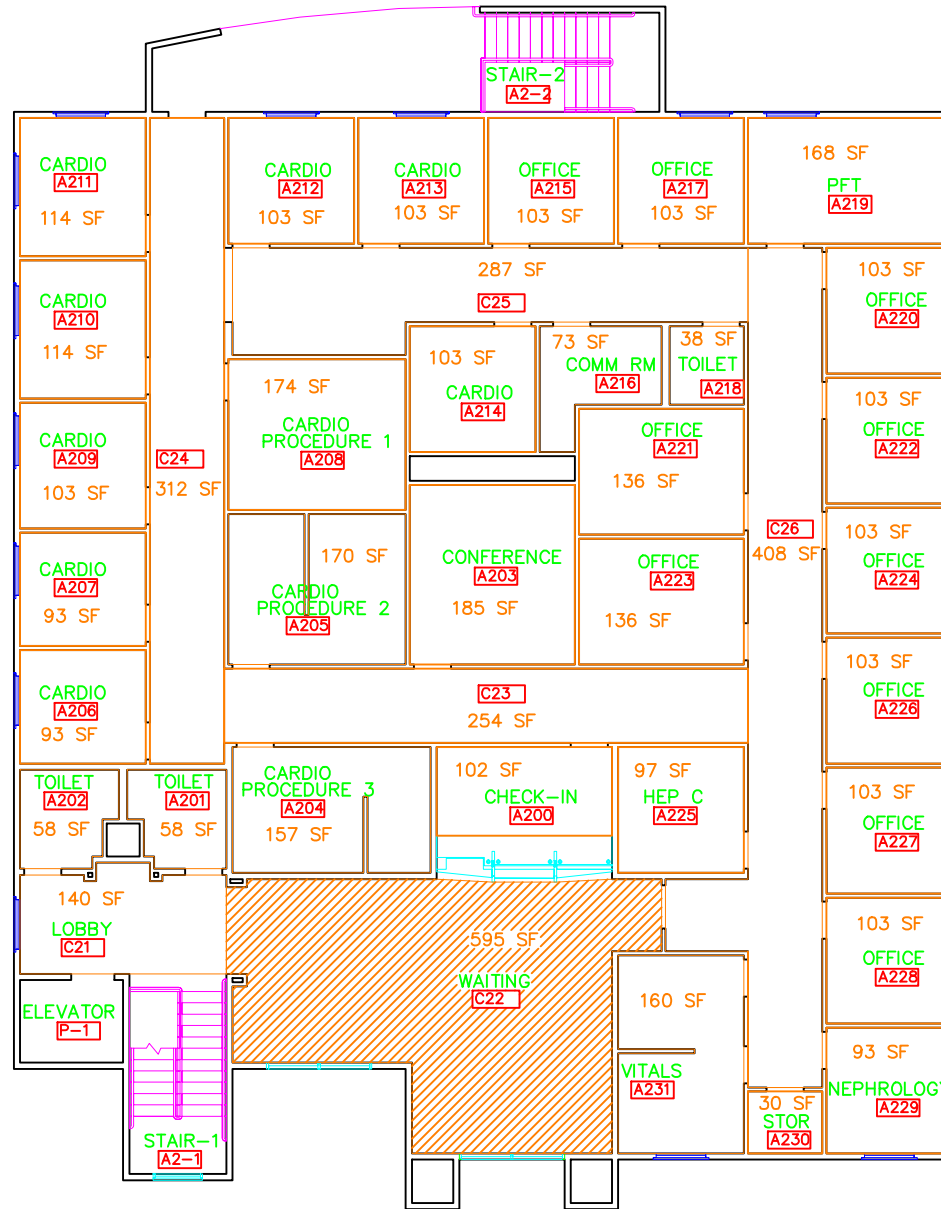 STAIR-2
A2-2
CARDIO
A211
114 SF
CARDIO
A212
103 SF
CARDIO
A213
103 SF
OFFICE
A215
103 SF
OFFICE
A217
103 SF
168 SF
PFT
A219
287 SF
C25
103 SF
OFFICE
A220
CARDIO
A210
114 SF
174 SF
CARDIO
PROCEDURE 1
A208
103 SF
CARDIO
A214
73 SF
COMM RM
A216
38 SF
TOILET
A218
103 SF
OFFICE
A222
CARDIO
A209
103 SF
C24
312 SF
OFFICE
A221
136 SF
C26
408 SF
103 SF
OFFICE
A224
CARDIO
A207
93 SF
170 SF
CARDIO
PROCEDURE 2
A205
CONFERENCE
A203
185 SF
OFFICE
A223
136 SF
103 SF
OFFICE
A226
CARDIO
A206
93 SF
C23
254 SF
TOILET
A202
58 SF
TOILET
A201
58 SF
CARDIO
PROCEDURE 3
A204
157 SF
102 SF
CHECK-IN
A200
97 SF
HEP C
A225
103 SF
OFFICE
A227
140 SF
LOBBY
C21
595 SF
WAITING
C22
103 SF
OFFICE
A228
ELEVATOR
P-1
160 SF
VITALS
A231
93 SF
NEPHROLOGY
A229
30 SF
STOR
A230
STAIR-1
A2-1